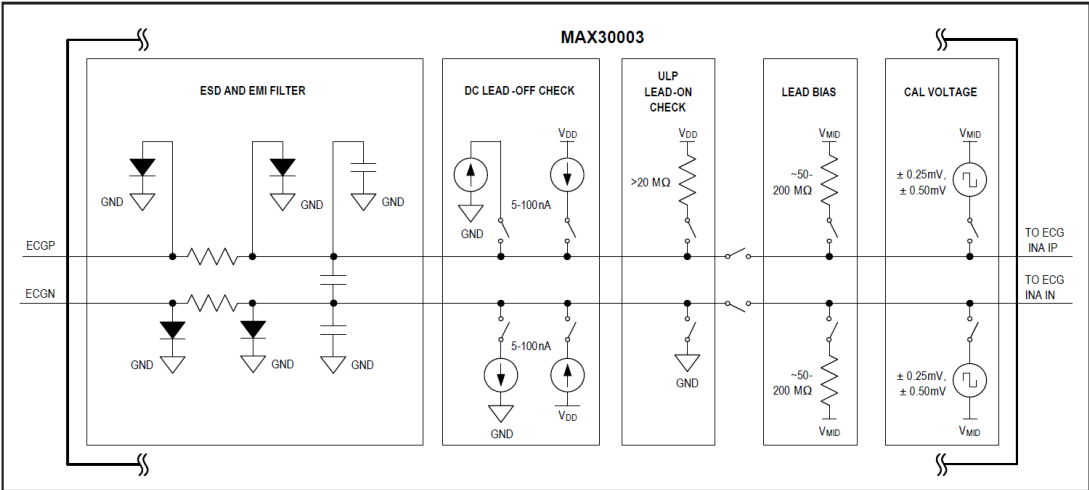 MAX30003
ESD AND EMI FILTER
DC LEAD -OFF CHECK
ULP
LEAD-ON
CHECK
LEAD BIAS
CAL VOLTAGE
VDD
VDD
VMID
VMID
GND
GND
GND
GND
5-100nA
>20 MΩ
~50-
200 MΩ
± 0.25mV,
± 0.50mV
ECGP
TO ECG
INA IP
ECGN
TO ECG
INA IN
GND
GND
GND
5-100nA
GND
VDD
GND
~50-
200 MΩ
VMID
± 0.25mV,
± 0.50mV
VMID